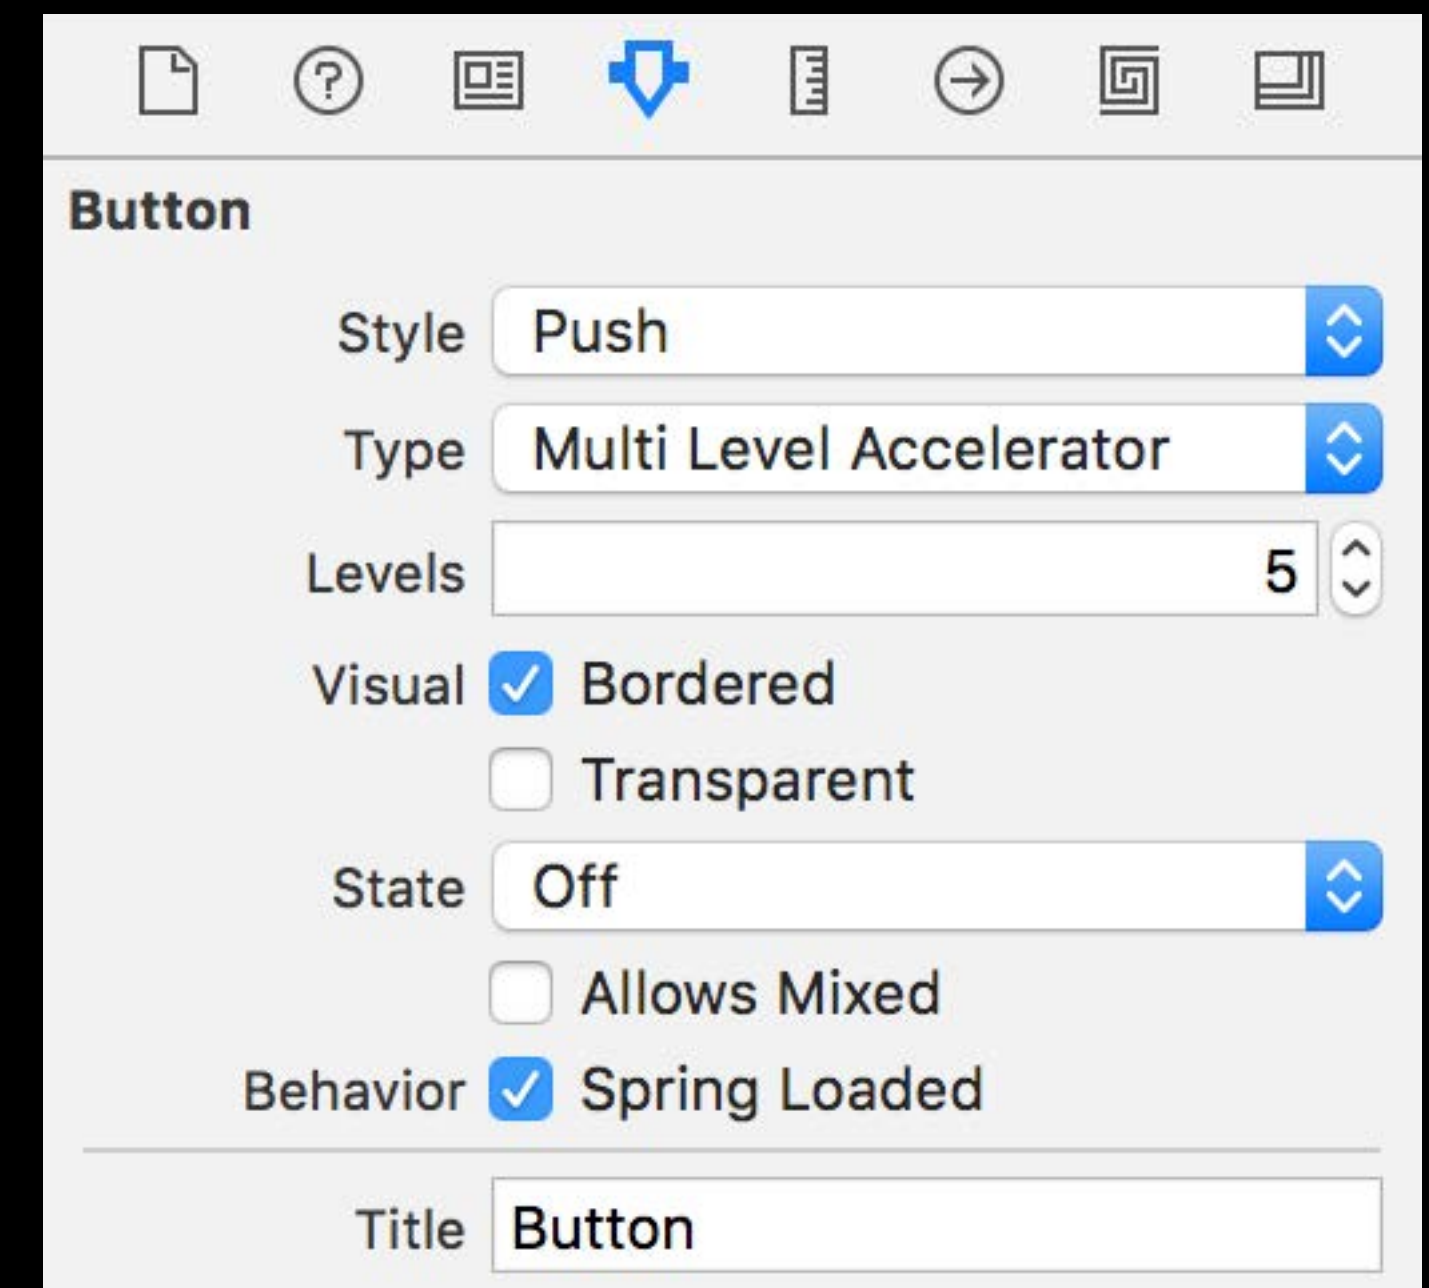 Button
Style Push
Type Multi Level Accelerator
Levels 5
Visual Bordered
Transparent
State Off
Allows Mixed
Behavior Spring Loaded
Title Button